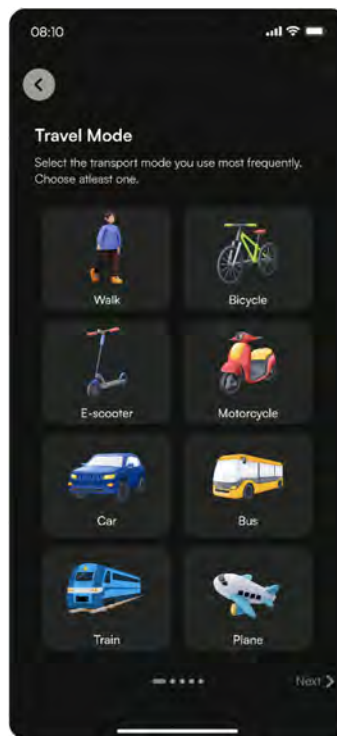 08:10
Travel Mode
Select the transport mode you use most frequently.
Choose atleast one.
Walk
Bicycle
E-scooter
Motorcycle
Car
Bus
Train
Plane
Next